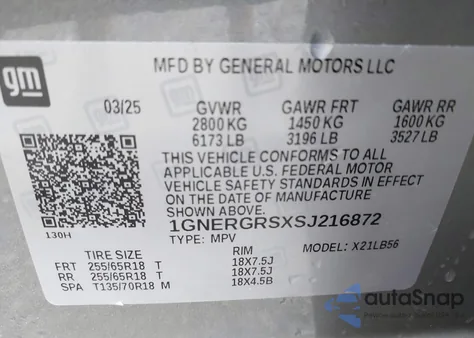 gm
MFD BY GENERAL MOTORS LLC
03/25 GVWR GAWR FRT GAWR RR
2800 KG 1450 KG 1600 KG
6173 LB 3196 LB 3527 LB
THIS VEHICLE CONFORMS TO ALL
APPLICABLE U.S. FEDERAL MOTOR
VEHICLE SAFETY STANDARDS IN EFFECT
ON THE DATE OF MANUFACTURE
SHOWN ABOVE.
1GNERGRSXSJ216872
130H
TYPE: MPV MODEL: X21LB56
TIRE SIZE RIM
FRT 255/65R18 T 18X7.5J
RR 255/65R18 T 18X7.5J
SPA T135/70R18 M 18X4.5B
autoSnap